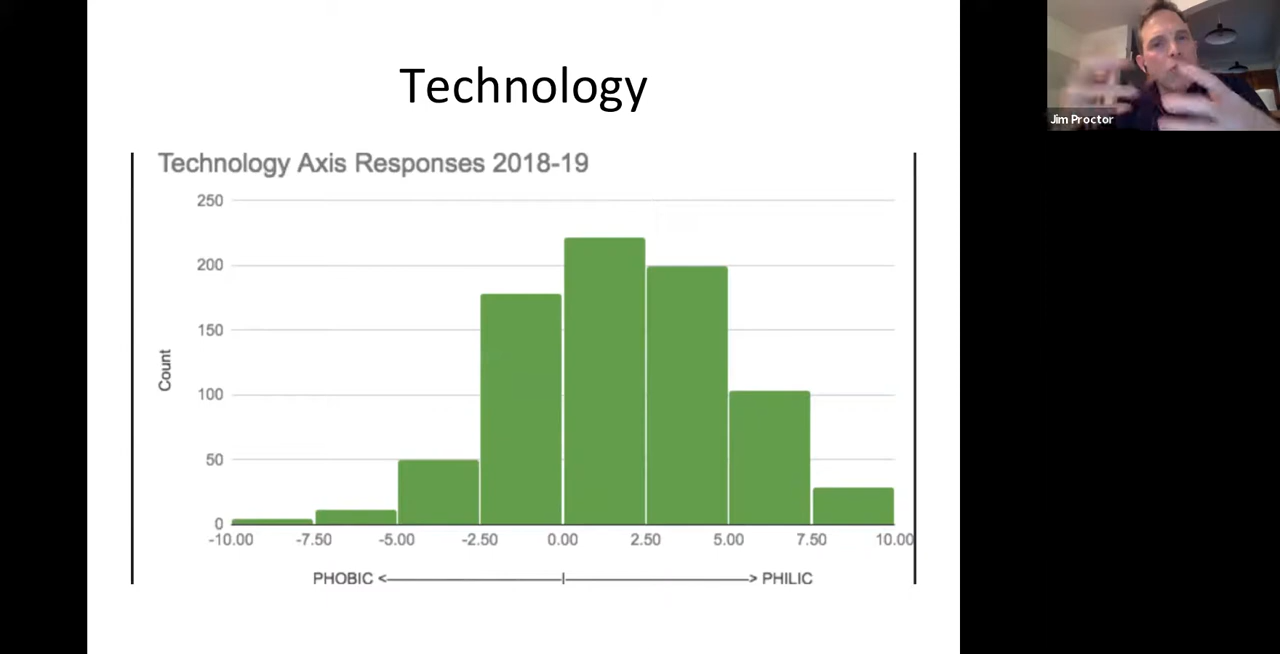 Technology
Technology Axis Responses 2018-19
250
200
150
100
50
0
Count
-10.00 -7.50 -5.00 -2.50 0.00 2.50 5.00 7.50 10.00
PHOBIC <—————|—————> PHILIC
Jim Proctor